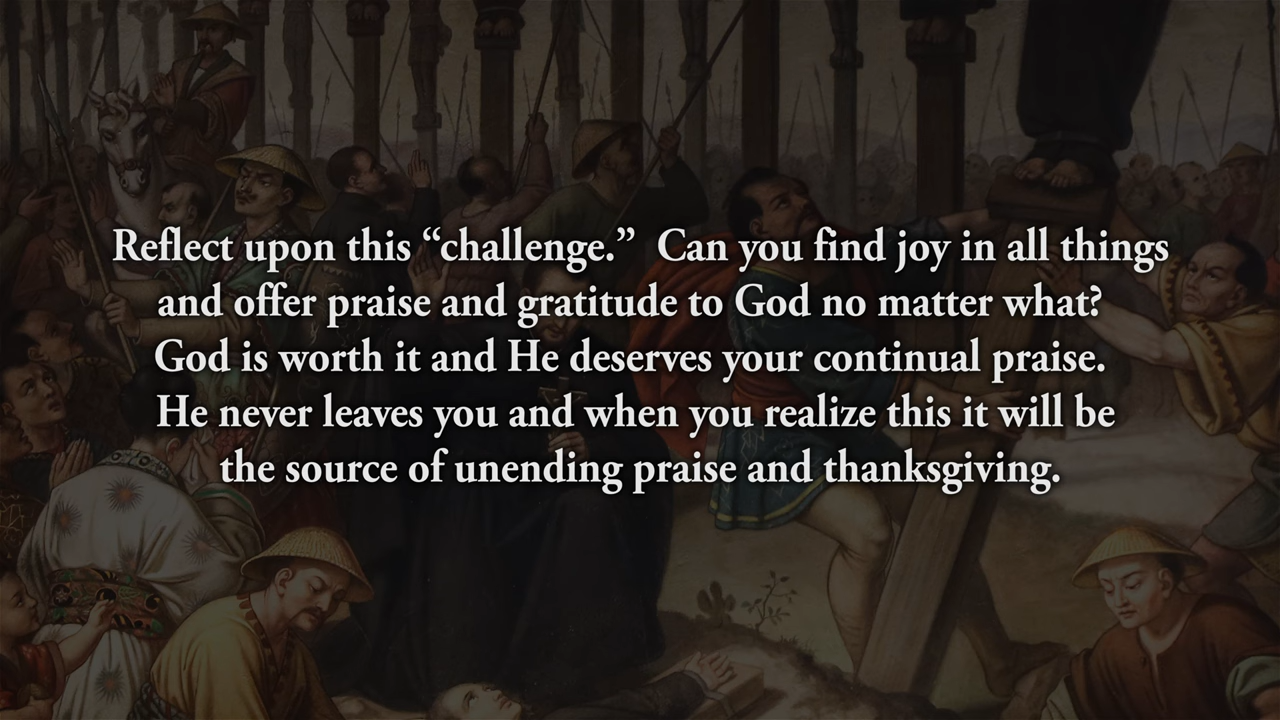 Reflect upon this “challenge.”  Can you find joy in all things
and offer praise and gratitude to God no matter what?
God is worth it and He deserves your continual praise.
He never leaves you and when you realize this it will be
the source of unending praise and thanksgiving.